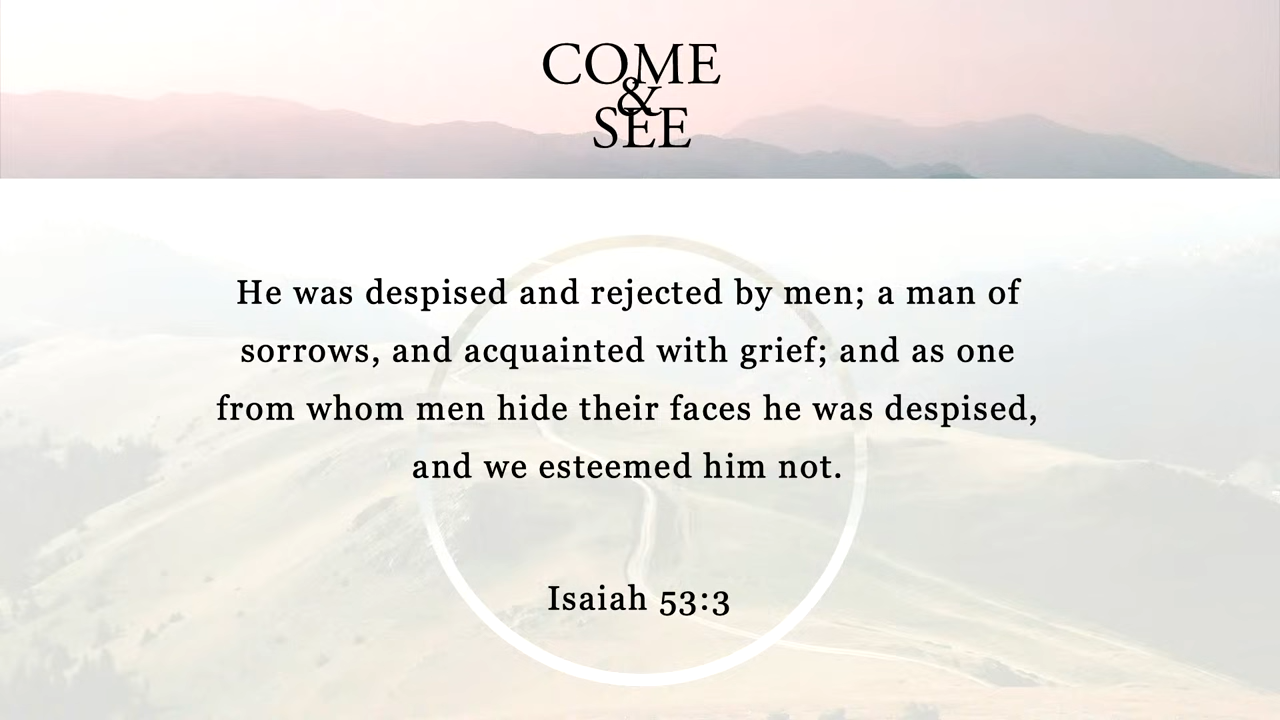 COME
&
SEE
He was despised and rejected by men; a man of
sorrows, and acquainted with grief; and as one
from whom men hide their faces he was despised,
and we esteemed him not.
Isaiah 53:3